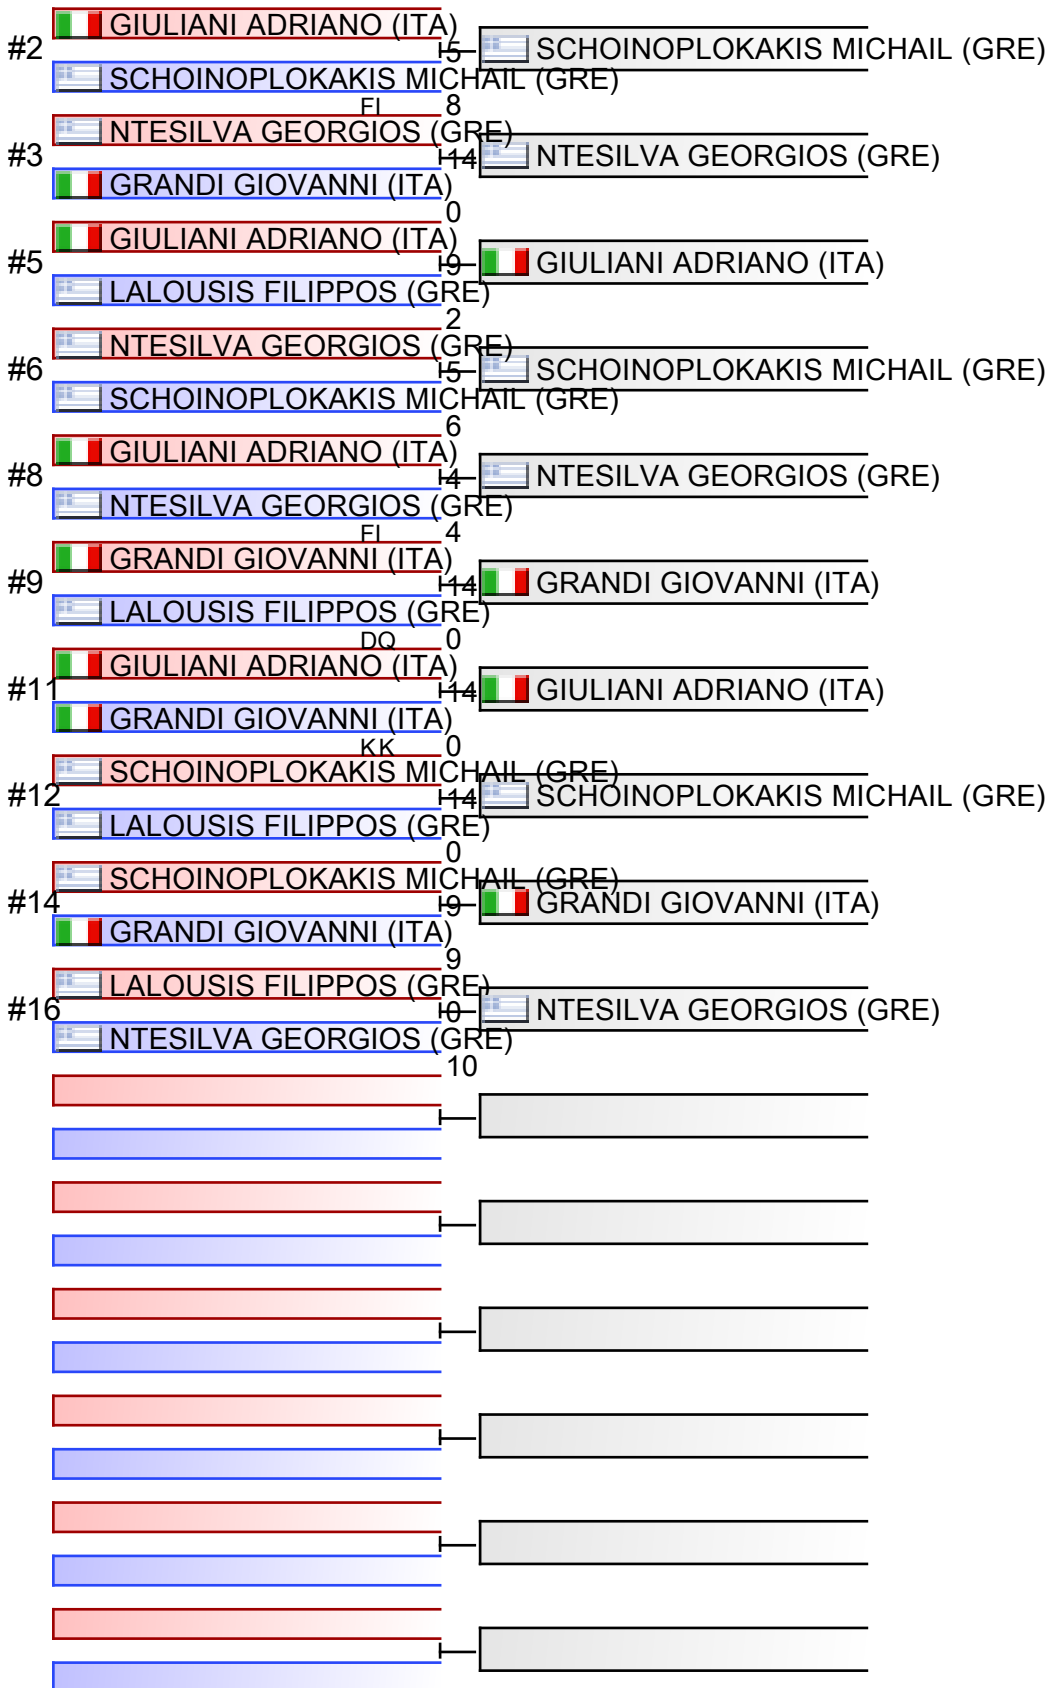 GIULIANI ADRIANO (ITA)
#2 5 SCHOINOPLOKAKIS MICHAIL (GRE)
SCHOINOPLOKAKIS MICHAIL (GRE)
FI 8
NTESILVA GEORGIOS (GRE)
#3 14 NTESILVA GEORGIOS (GRE)
GRANDI GIOVANNI (ITA)
0
GIULIANI ADRIANO (ITA)
#5 9 GIULIANI ADRIANO (ITA)
LALOUSIS FILIPPOS (GRE)
2
NTESILVA GEORGIOS (GRE)
#6 5 SCHOINOPLOKAKIS MICHAIL (GRE)
SCHOINOPLOKAKIS MICHAIL (GRE)
6
GIULIANI ADRIANO (ITA)
#8 4 NTESILVA GEORGIOS (GRE)
NTESILVA GEORGIOS (GRE)
FI 4
GRANDI GIOVANNI (ITA)
#9 14 GRANDI GIOVANNI (ITA)
LALOUSIS FILIPPOS (GRE)
DQ 0
GIULIANI ADRIANO (ITA)
#11 14 GIULIANI ADRIANO (ITA)
GRANDI GIOVANNI (ITA)
KK 0
SCHOINOPLOKAKIS MICHAIL (GRE)
#12 14 SCHOINOPLOKAKIS MICHAIL (GRE)
LALOUSIS FILIPPOS (GRE)
0
SCHOINOPLOKAKIS MICHAIL (GRE)
#14 9 GRANDI GIOVANNI (ITA)
GRANDI GIOVANNI (ITA)
9
LALOUSIS FILIPPOS (GRE)
#16 0 NTESILVA GEORGIOS (GRE)
NTESILVA GEORGIOS (GRE)
10